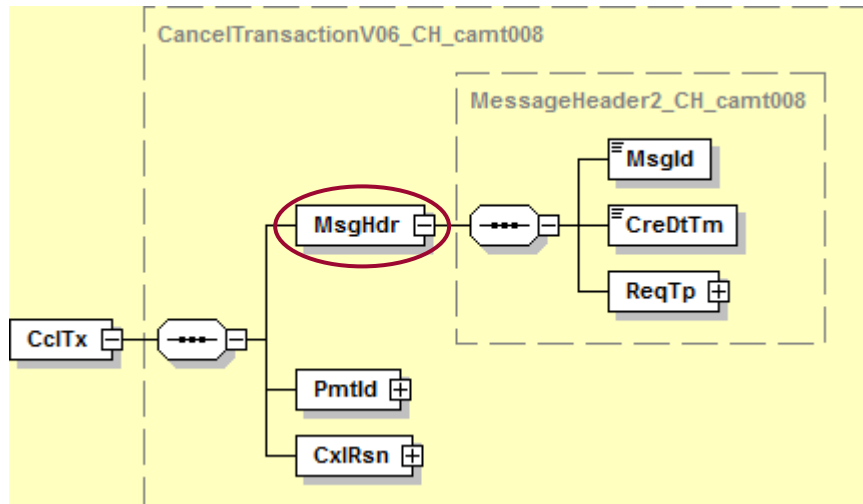 CancelTransactionV06_CH_camt008
MessageHeader2_CH_camt008
MsgId
MsgHdr
CreDtTm
ReqTp
CclTx
PmtId
CxlRsn